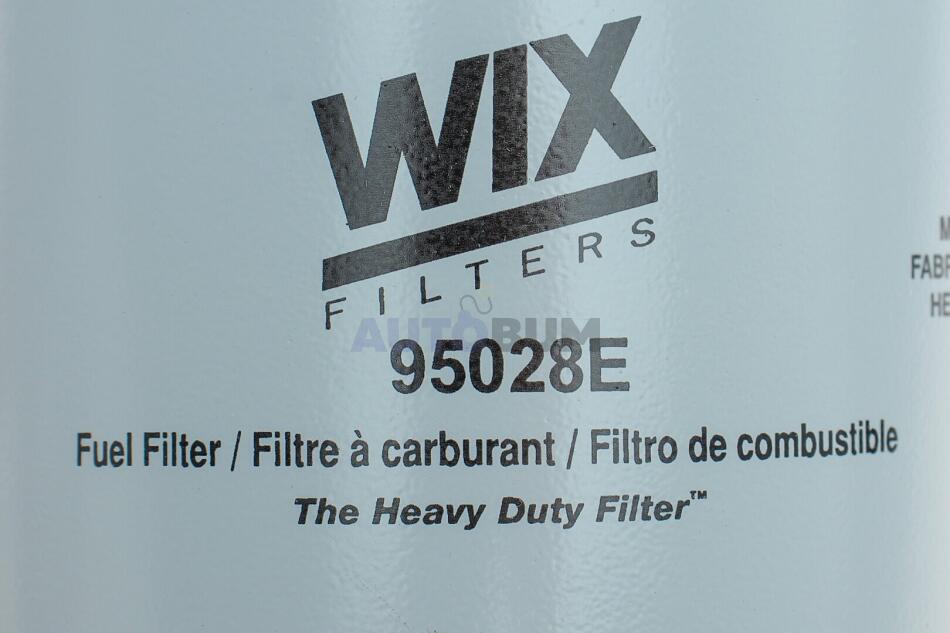 WIX
FILTERS
AUTOBUM
95028E
Fuel Filter / Filtre à carburant / Filtro de combustible
The Heavy Duty Filter™